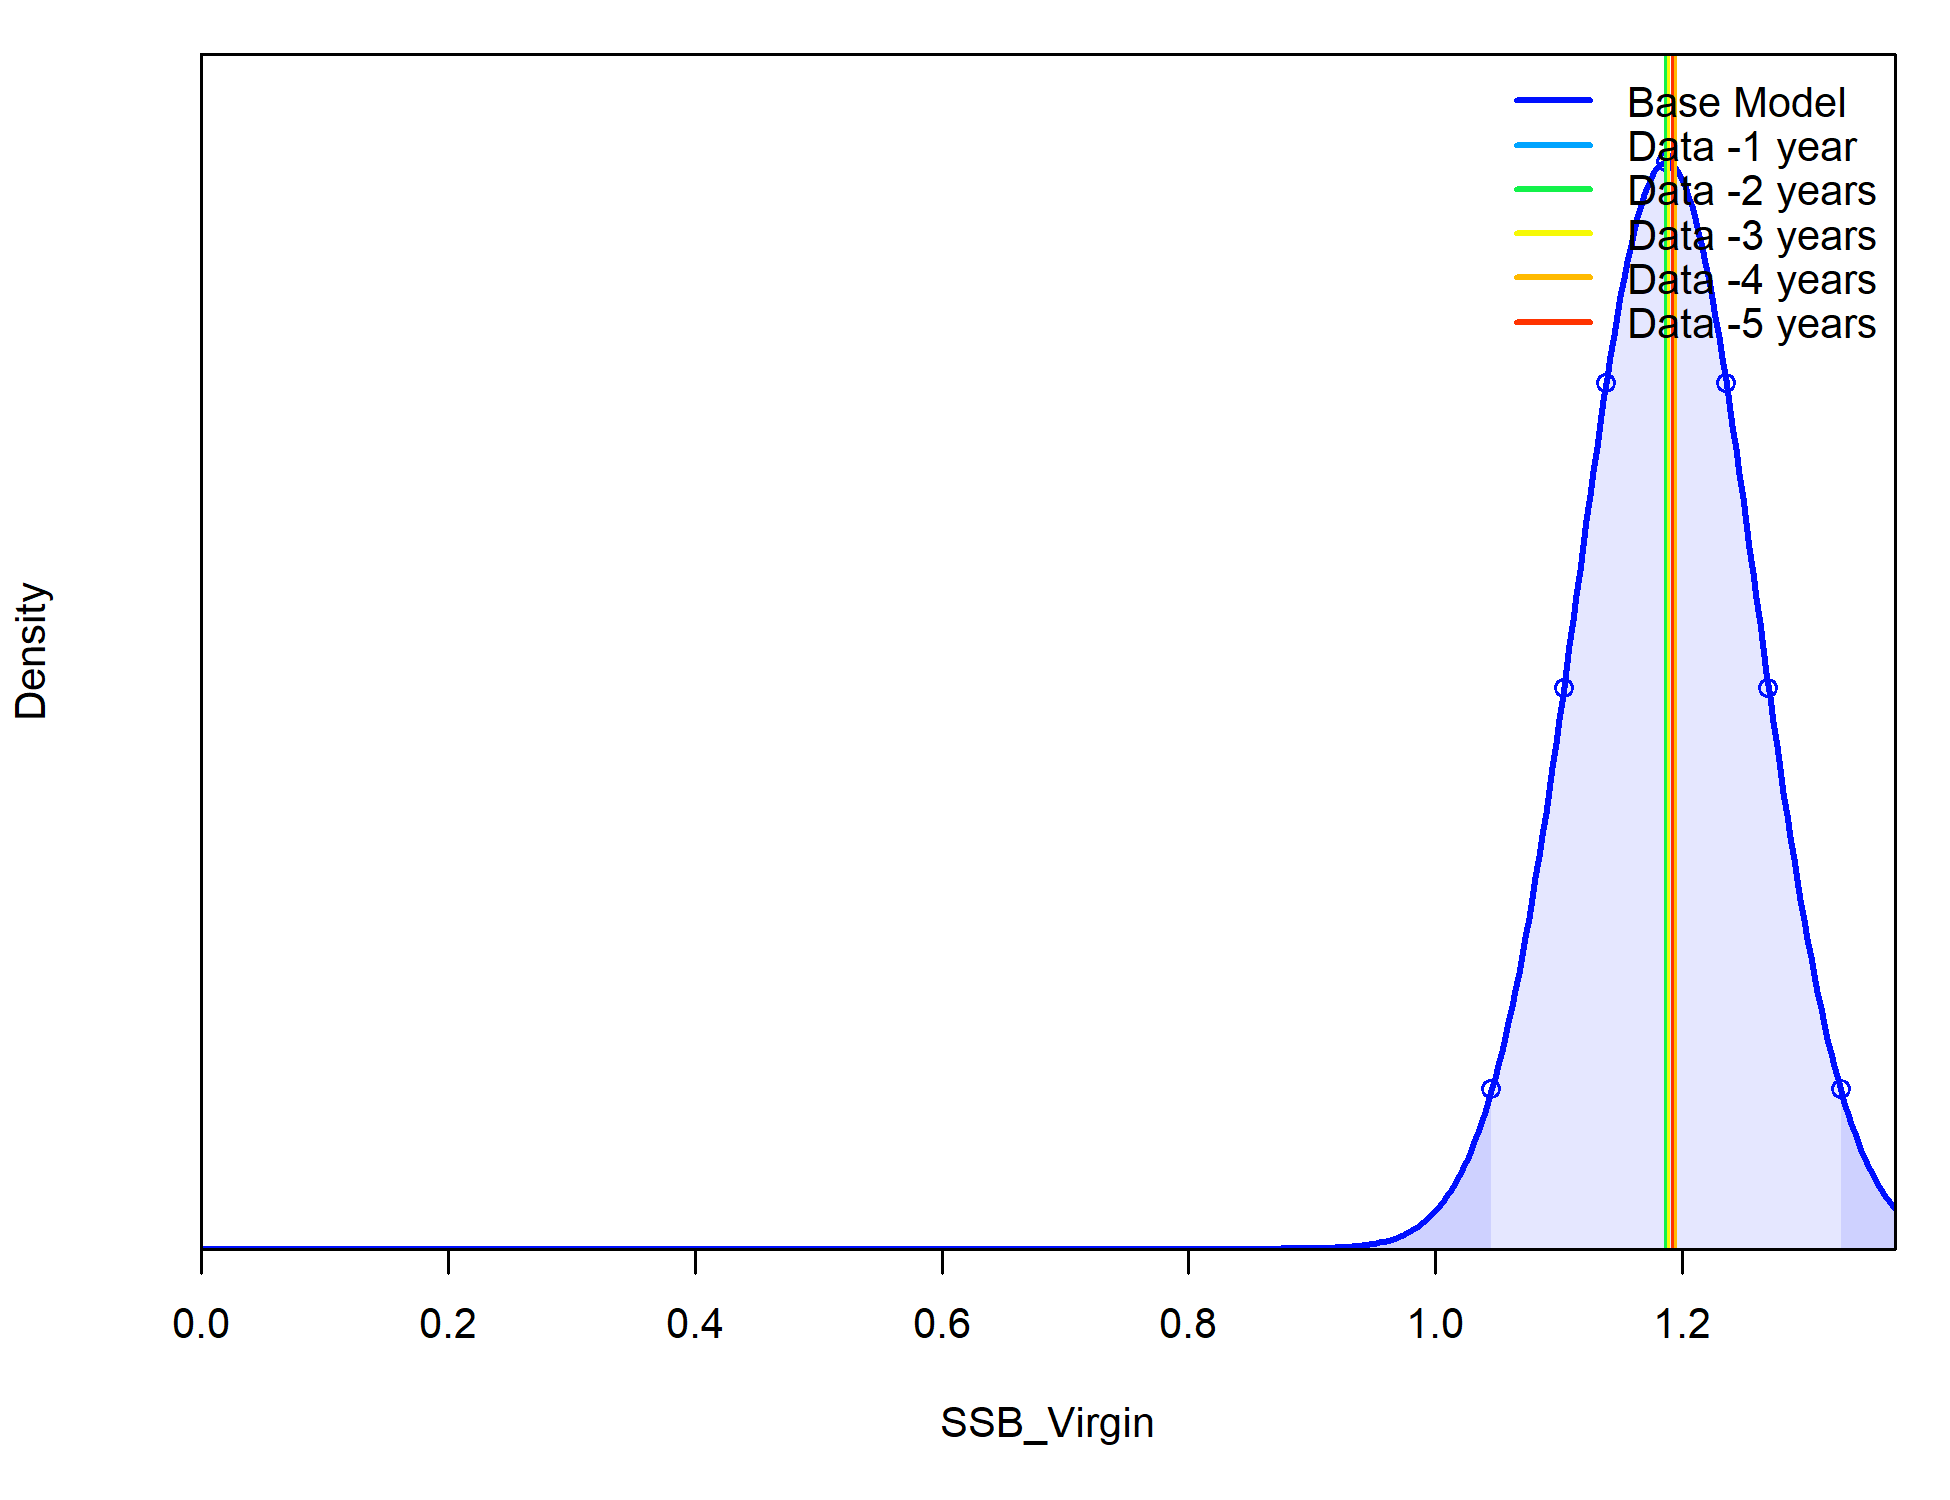 Base Model
Data -1 year
Data -2 years
Data -3 years
Data -4 years
Data -5 years
Density
0.0 0.2 0.4 0.6 0.8 1.0 1.2
SSB_Virgin